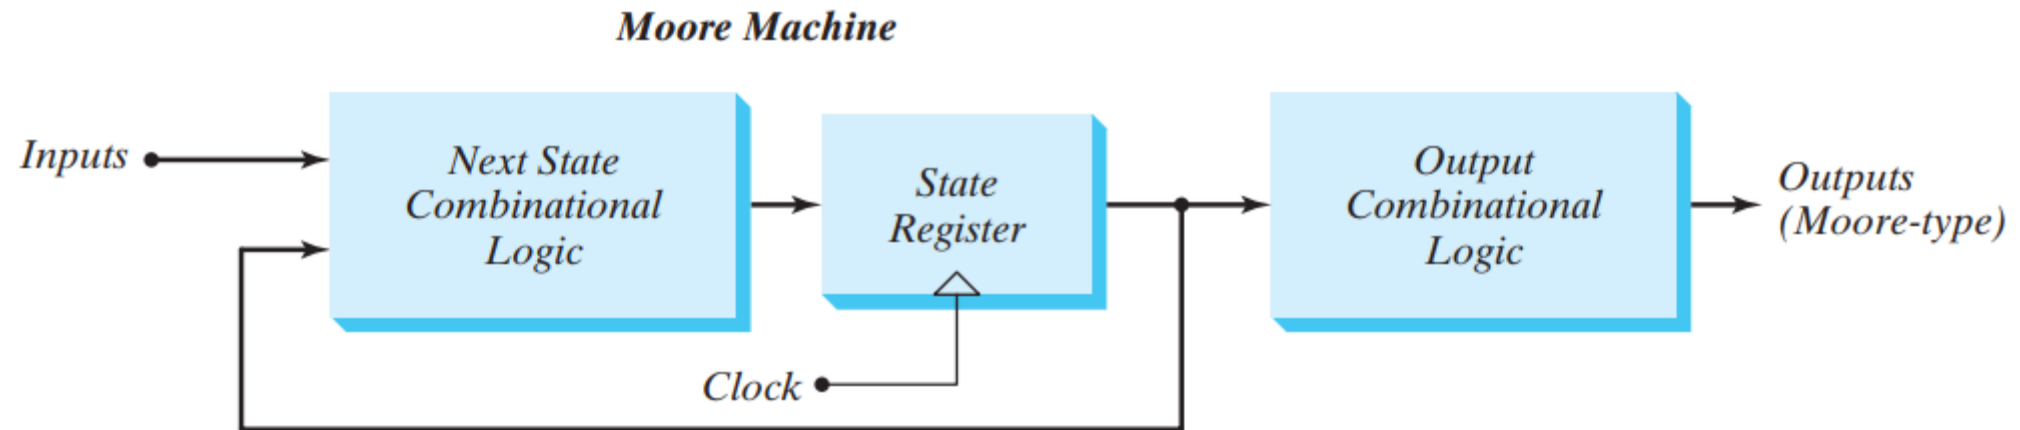 Moore Machine
Inputs
Next State
Combinational
Logic
State
Register
Clock
Output
Combinational
Logic
Outputs
(Moore-type)